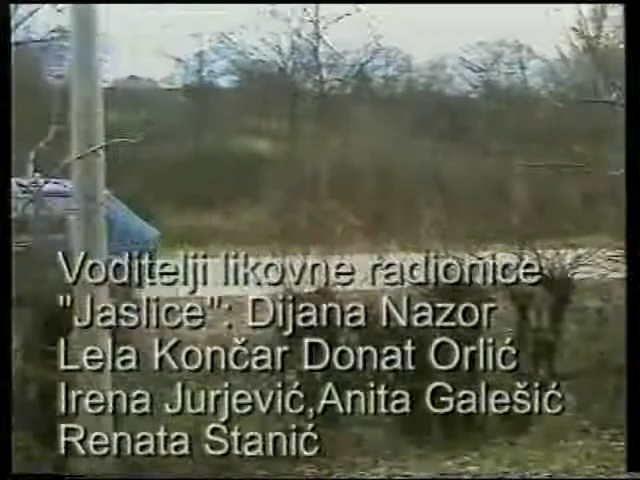 Voditelji likovne radionice
"Jaslice": Dijana Nazor
Lela Končar Donat Orlić
Irena Jurjević,Anita Galešić
Renata Stanić